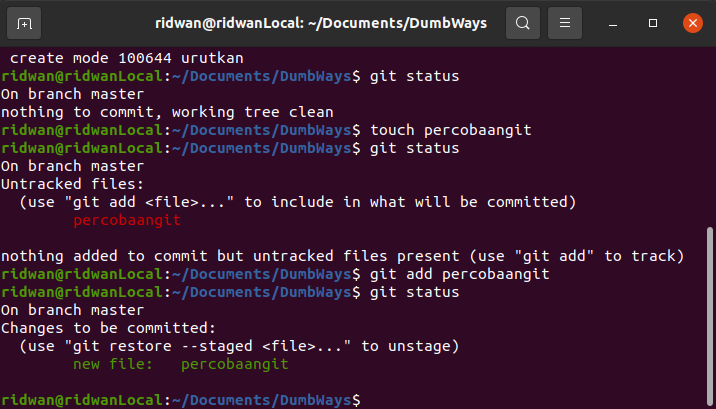 ridwan@ridwanLocal: ~/Documents/DumbWays
 create mode 100644 urutkan
ridwan@ridwanLocal:~/Documents/DumbWays$ git status
On branch master
nothing to commit, working tree clean
ridwan@ridwanLocal:~/Documents/DumbWays$ touch percobaangit
ridwan@ridwanLocal:~/Documents/DumbWays$ git status
On branch master
Untracked files:
  (use "git add <file>..." to include in what will be committed)
        percobaangit

nothing added to commit but untracked files present (use "git add" to track)
ridwan@ridwanLocal:~/Documents/DumbWays$ git add percobaangit
ridwan@ridwanLocal:~/Documents/DumbWays$ git status
On branch master
Changes to be committed:
  (use "git restore --staged <file>..." to unstage)
        new file:   percobaangit

ridwan@ridwanLocal:~/Documents/DumbWays$